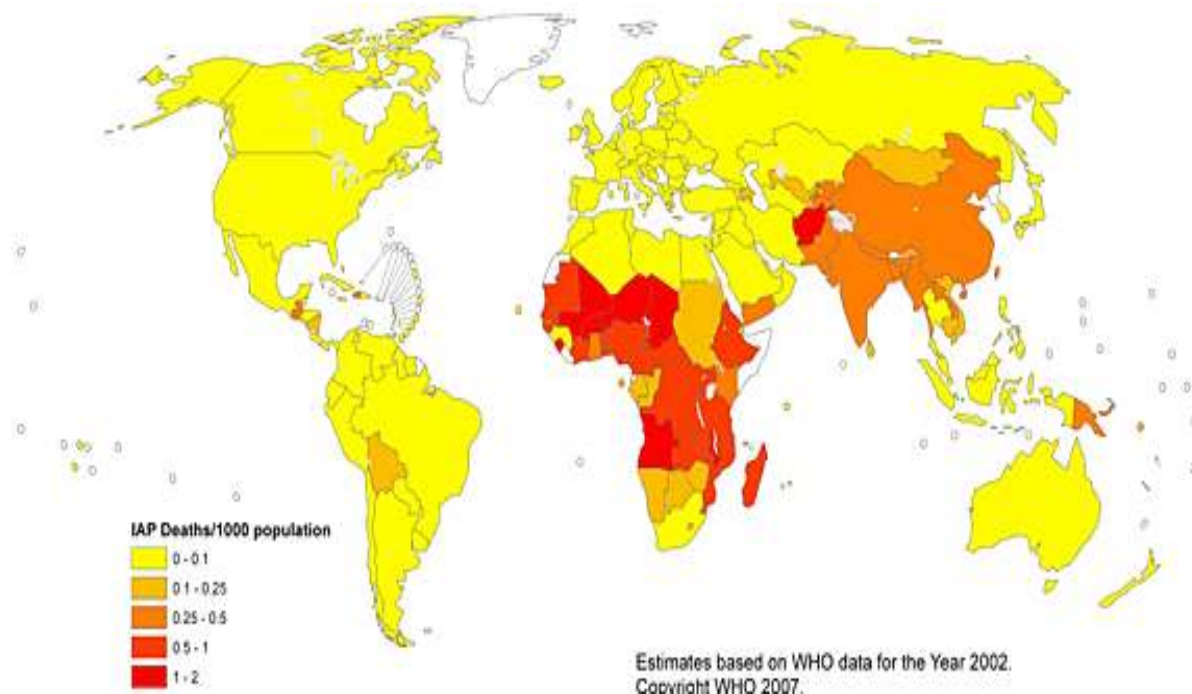 IAP Deaths/1000 population
0 - 0 1
0 1 - 0.25
0.25 - 0.5
0.5 - 1
1 - 2
Estimates based on WHO data for the Year 2002.
Copyright WHO 2007.